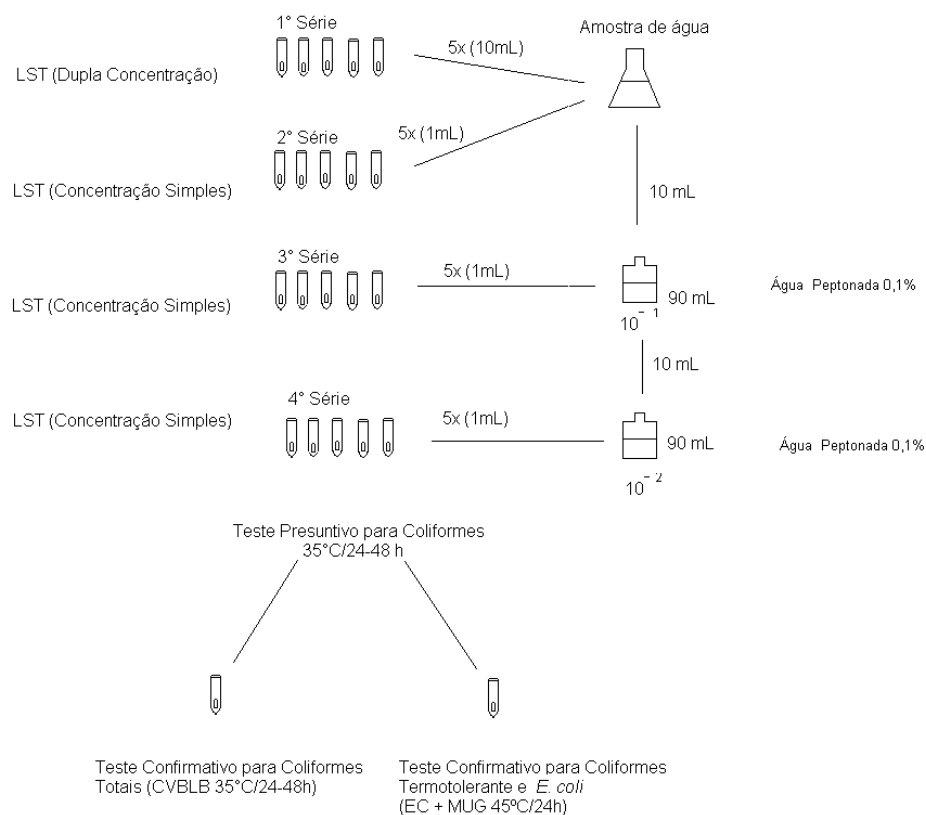 1° Série
5x (10mL)
Amostra de água
LST (Dupla Concentração)
2° Série
5x (1mL)
LST (Concentração Simples)
10 mL
3° Série
5x (1mL)
LST (Concentração Simples)
90 mL
Água Peptonada 0,1%
10⁻¹
10 mL
LST (Concentração Simples)
4° Série
5x (1mL)
90 mL
Água Peptonada 0,1%
10⁻²
Teste Presuntivo para Coliformes
35°C/24-48 h
Teste Confirmativo para Coliformes
Totais (CVBLB 35°C/24-48h)
Teste Confirmativo para Coliformes
Termotolerante e E. coli
(EC + MUG 45ºC/24h)